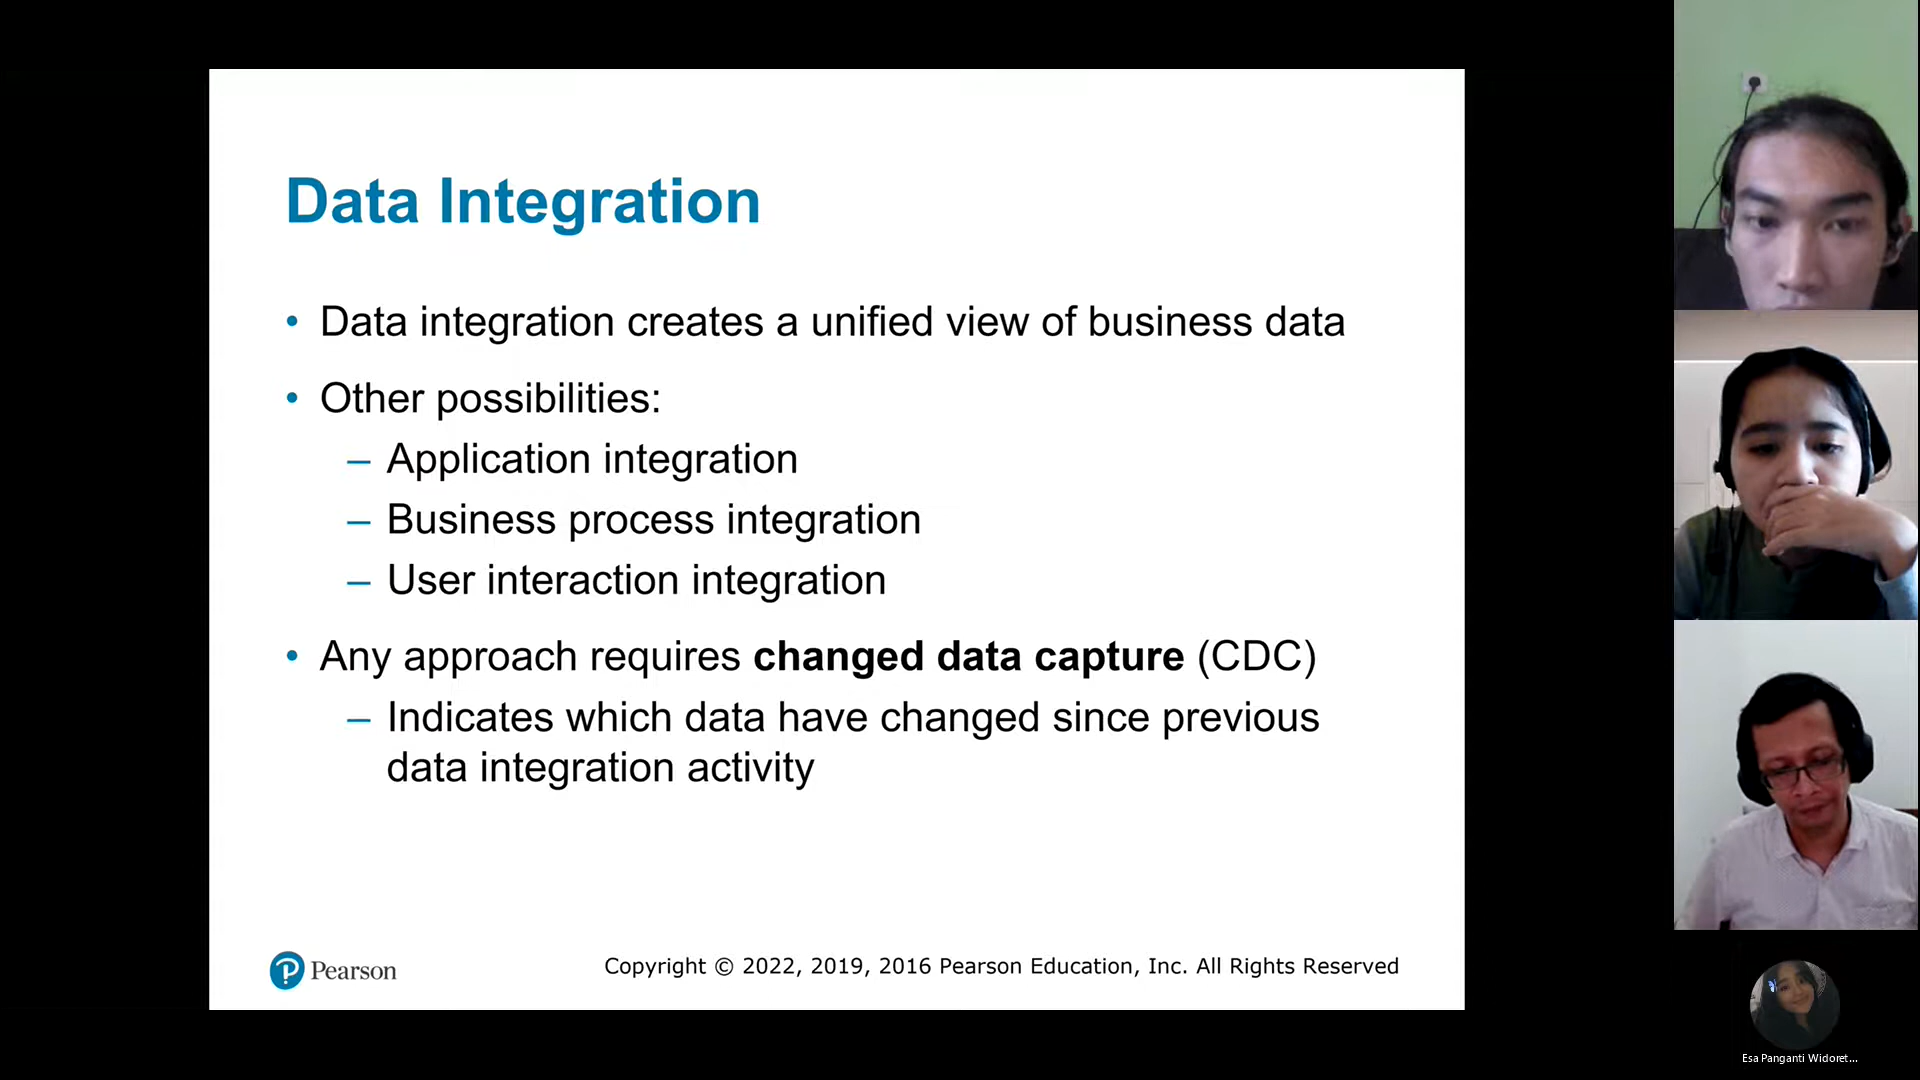 Data Integration
• Data integration creates a unified view of business data
• Other possibilities:
– Application integration
– Business process integration
– User interaction integration
• Any approach requires changed data capture (CDC)
– Indicates which data have changed since previous
data integration activity
Pearson
Copyright © 2022, 2019, 2016 Pearson Education, Inc. All Rights Reserved
Esa Panganti Widoret...